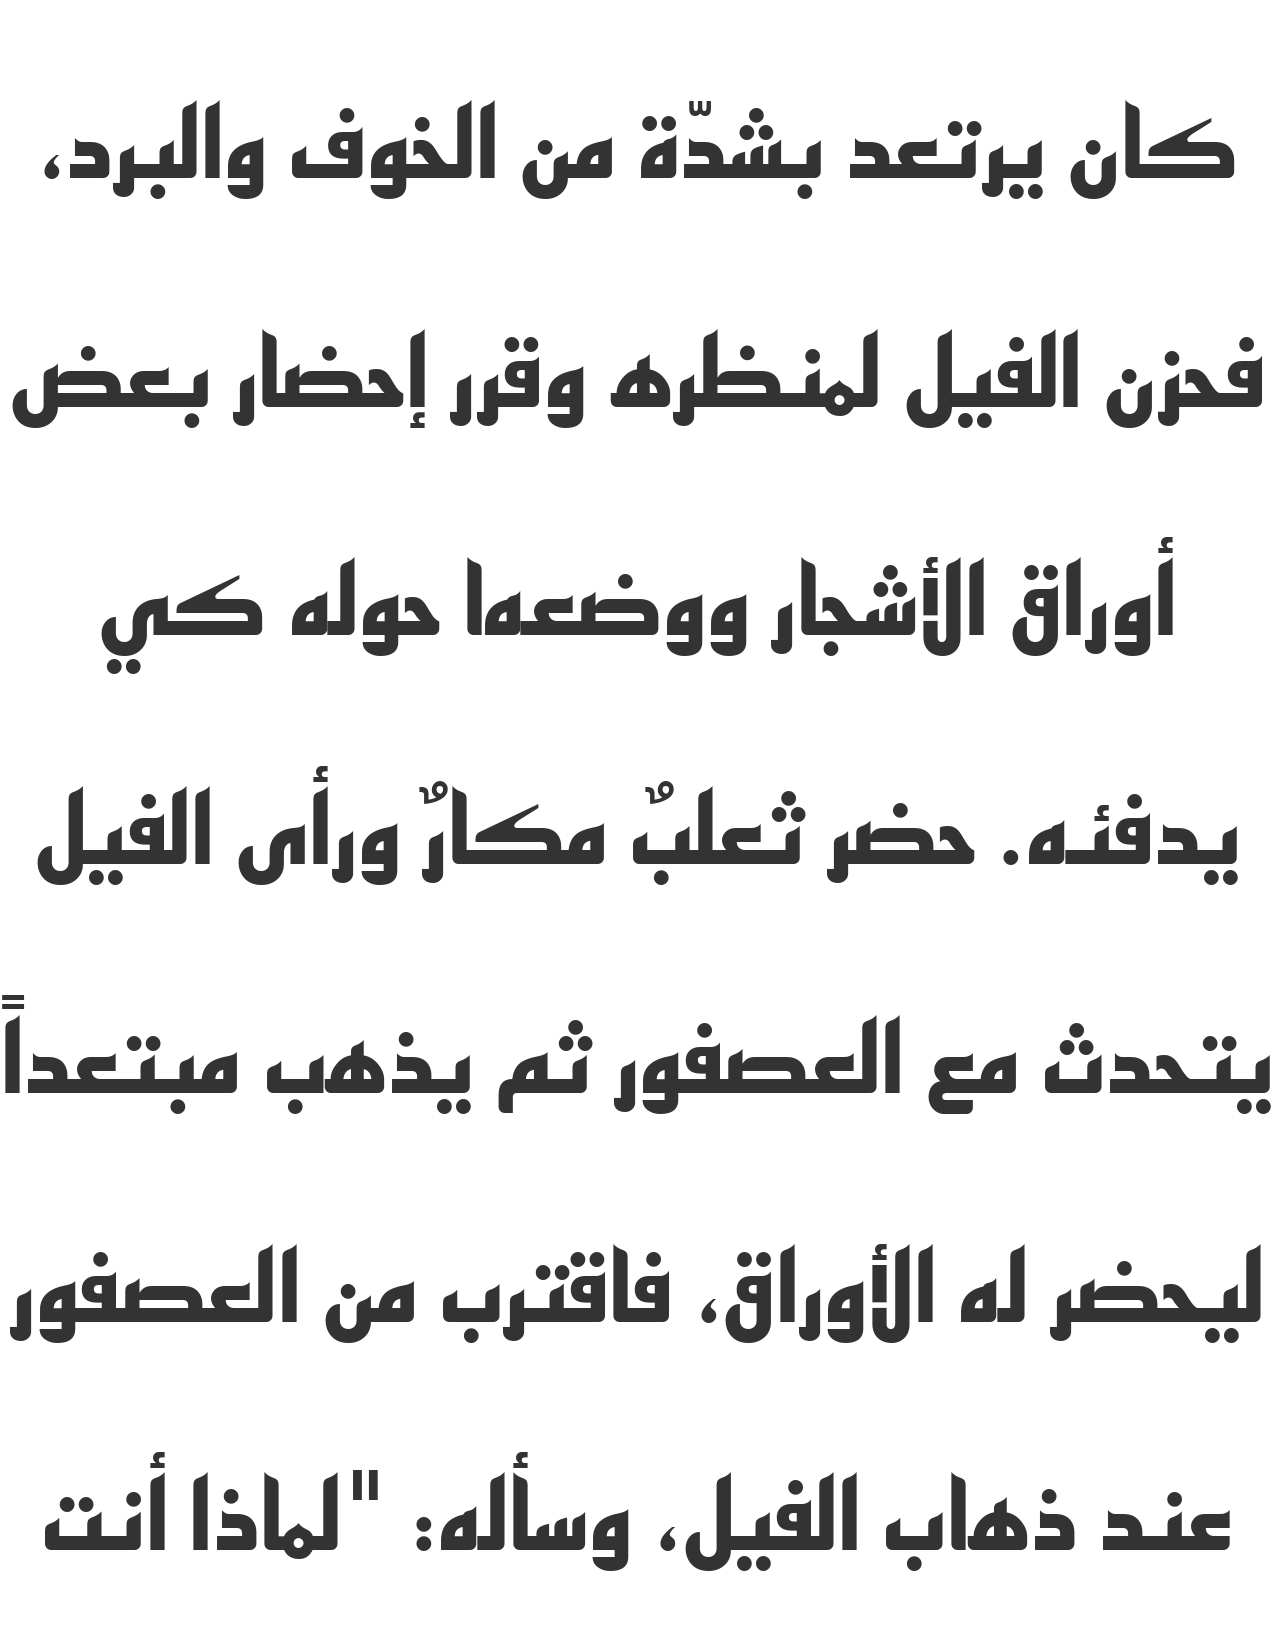 كان يرتعد بشدّة من الخوف والبرد،
فحزن الفيل لمنظره وقرر إحضار بعض
أوراق الأشجار ووضعها حوله كي
يدفئه. حضر ثعلبٌ مكارٌ ورأى الفيل
يتحدث مع العصفور ثم يذهب مبتعداً
ليحضر له الأوراق، فاقترب من العصفور
عند ذهاب الفيل، وسأله: "لماذا أنت